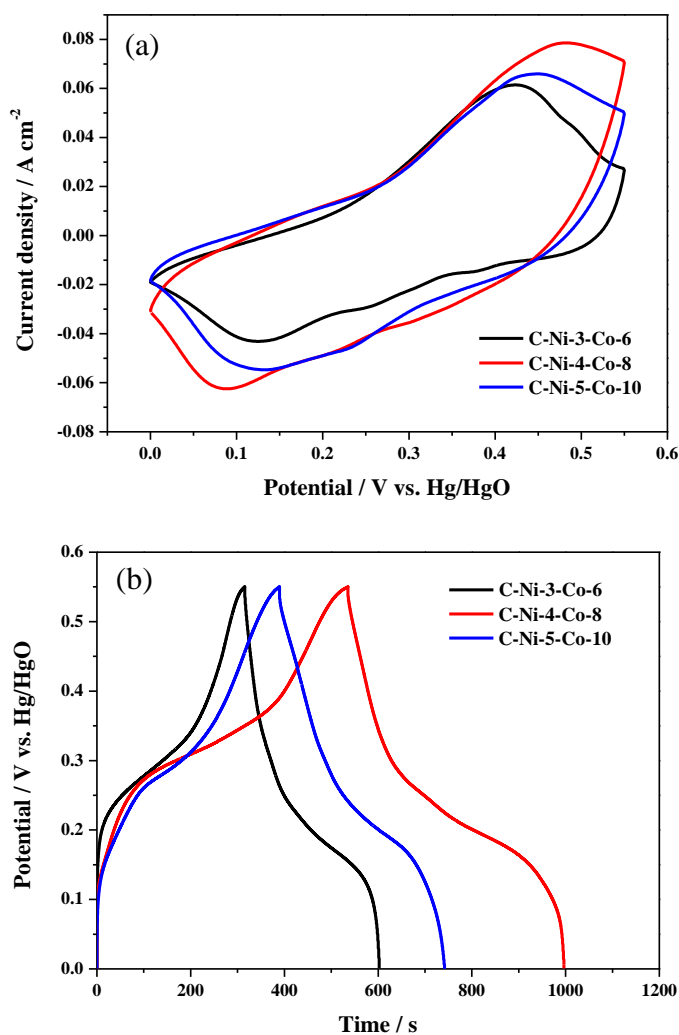 (a)
0.08
0.06
0.04
0.02
0.00
-0.02
-0.04
-0.06
-0.08
Current density / A cm-2
C-Ni-3-Co-6
C-Ni-4-Co-8
C-Ni-5-Co-10
0.0 0.1 0.2 0.3 0.4 0.5 0.6
Potential / V vs. Hg/HgO
(b)
0.6
0.5
0.4
0.3
0.2
0.1
0.0
Potential / V vs. Hg/HgO
C-Ni-3-Co-6
C-Ni-4-Co-8
C-Ni-5-Co-10
0 200 400 600 800 1000 1200
Time / s